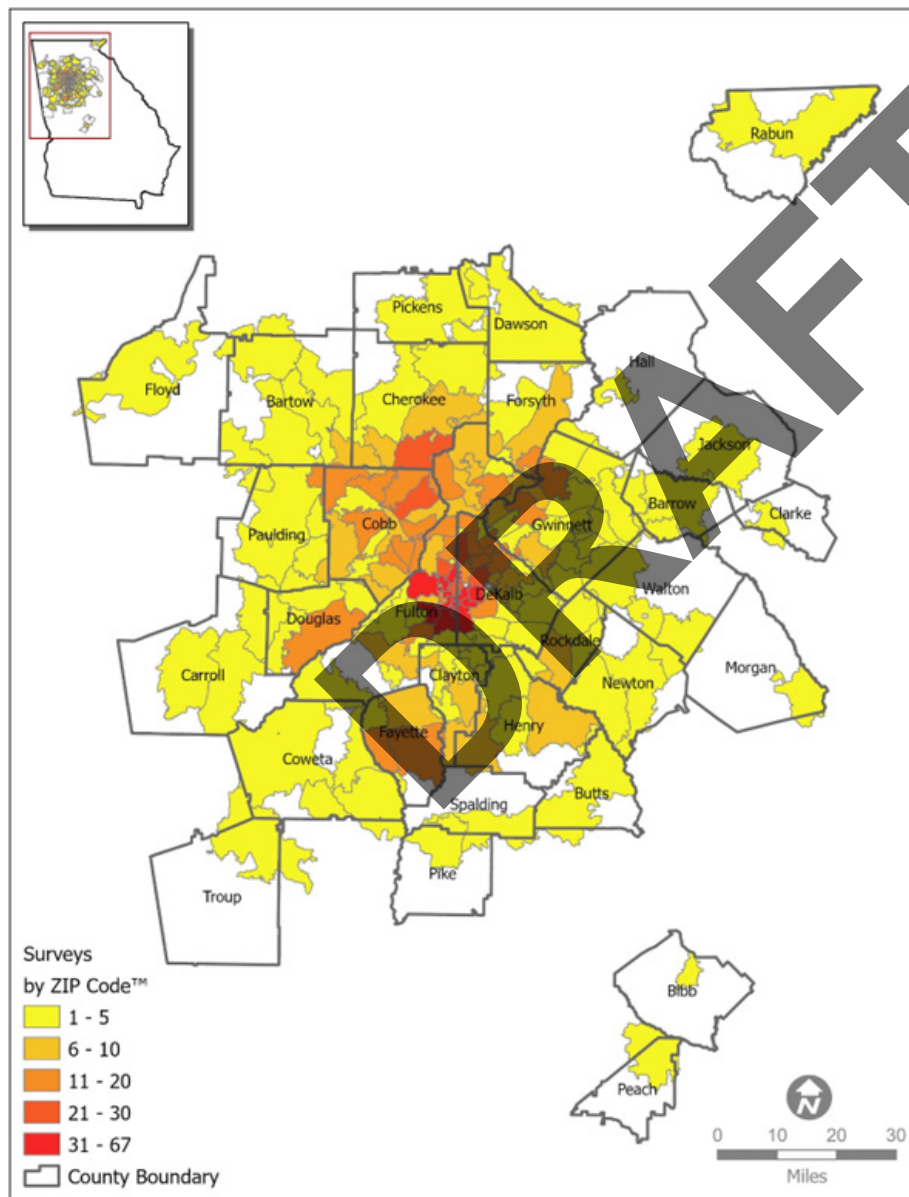 Rabun
Pickens
Dawson
Hall
Floyd
Bartow
Cherokee
Forsyth
Jackson
Barrow
Clarke
Paulding
Cobb
Gwinnett
Walton
Douglas
Fulton
DeKalb
Rockdale
Carroll
Clayton
Newton
Morgan
Fayette
Henry
Coweta
Butts
Spalding
Troup
Pike
Bibb
Peach
DRAFT
Surveys
by ZIP Code™
1 - 5
6 - 10
11 - 20
21 - 30
31 - 67
County Boundary
N
0 10 20 30
Miles